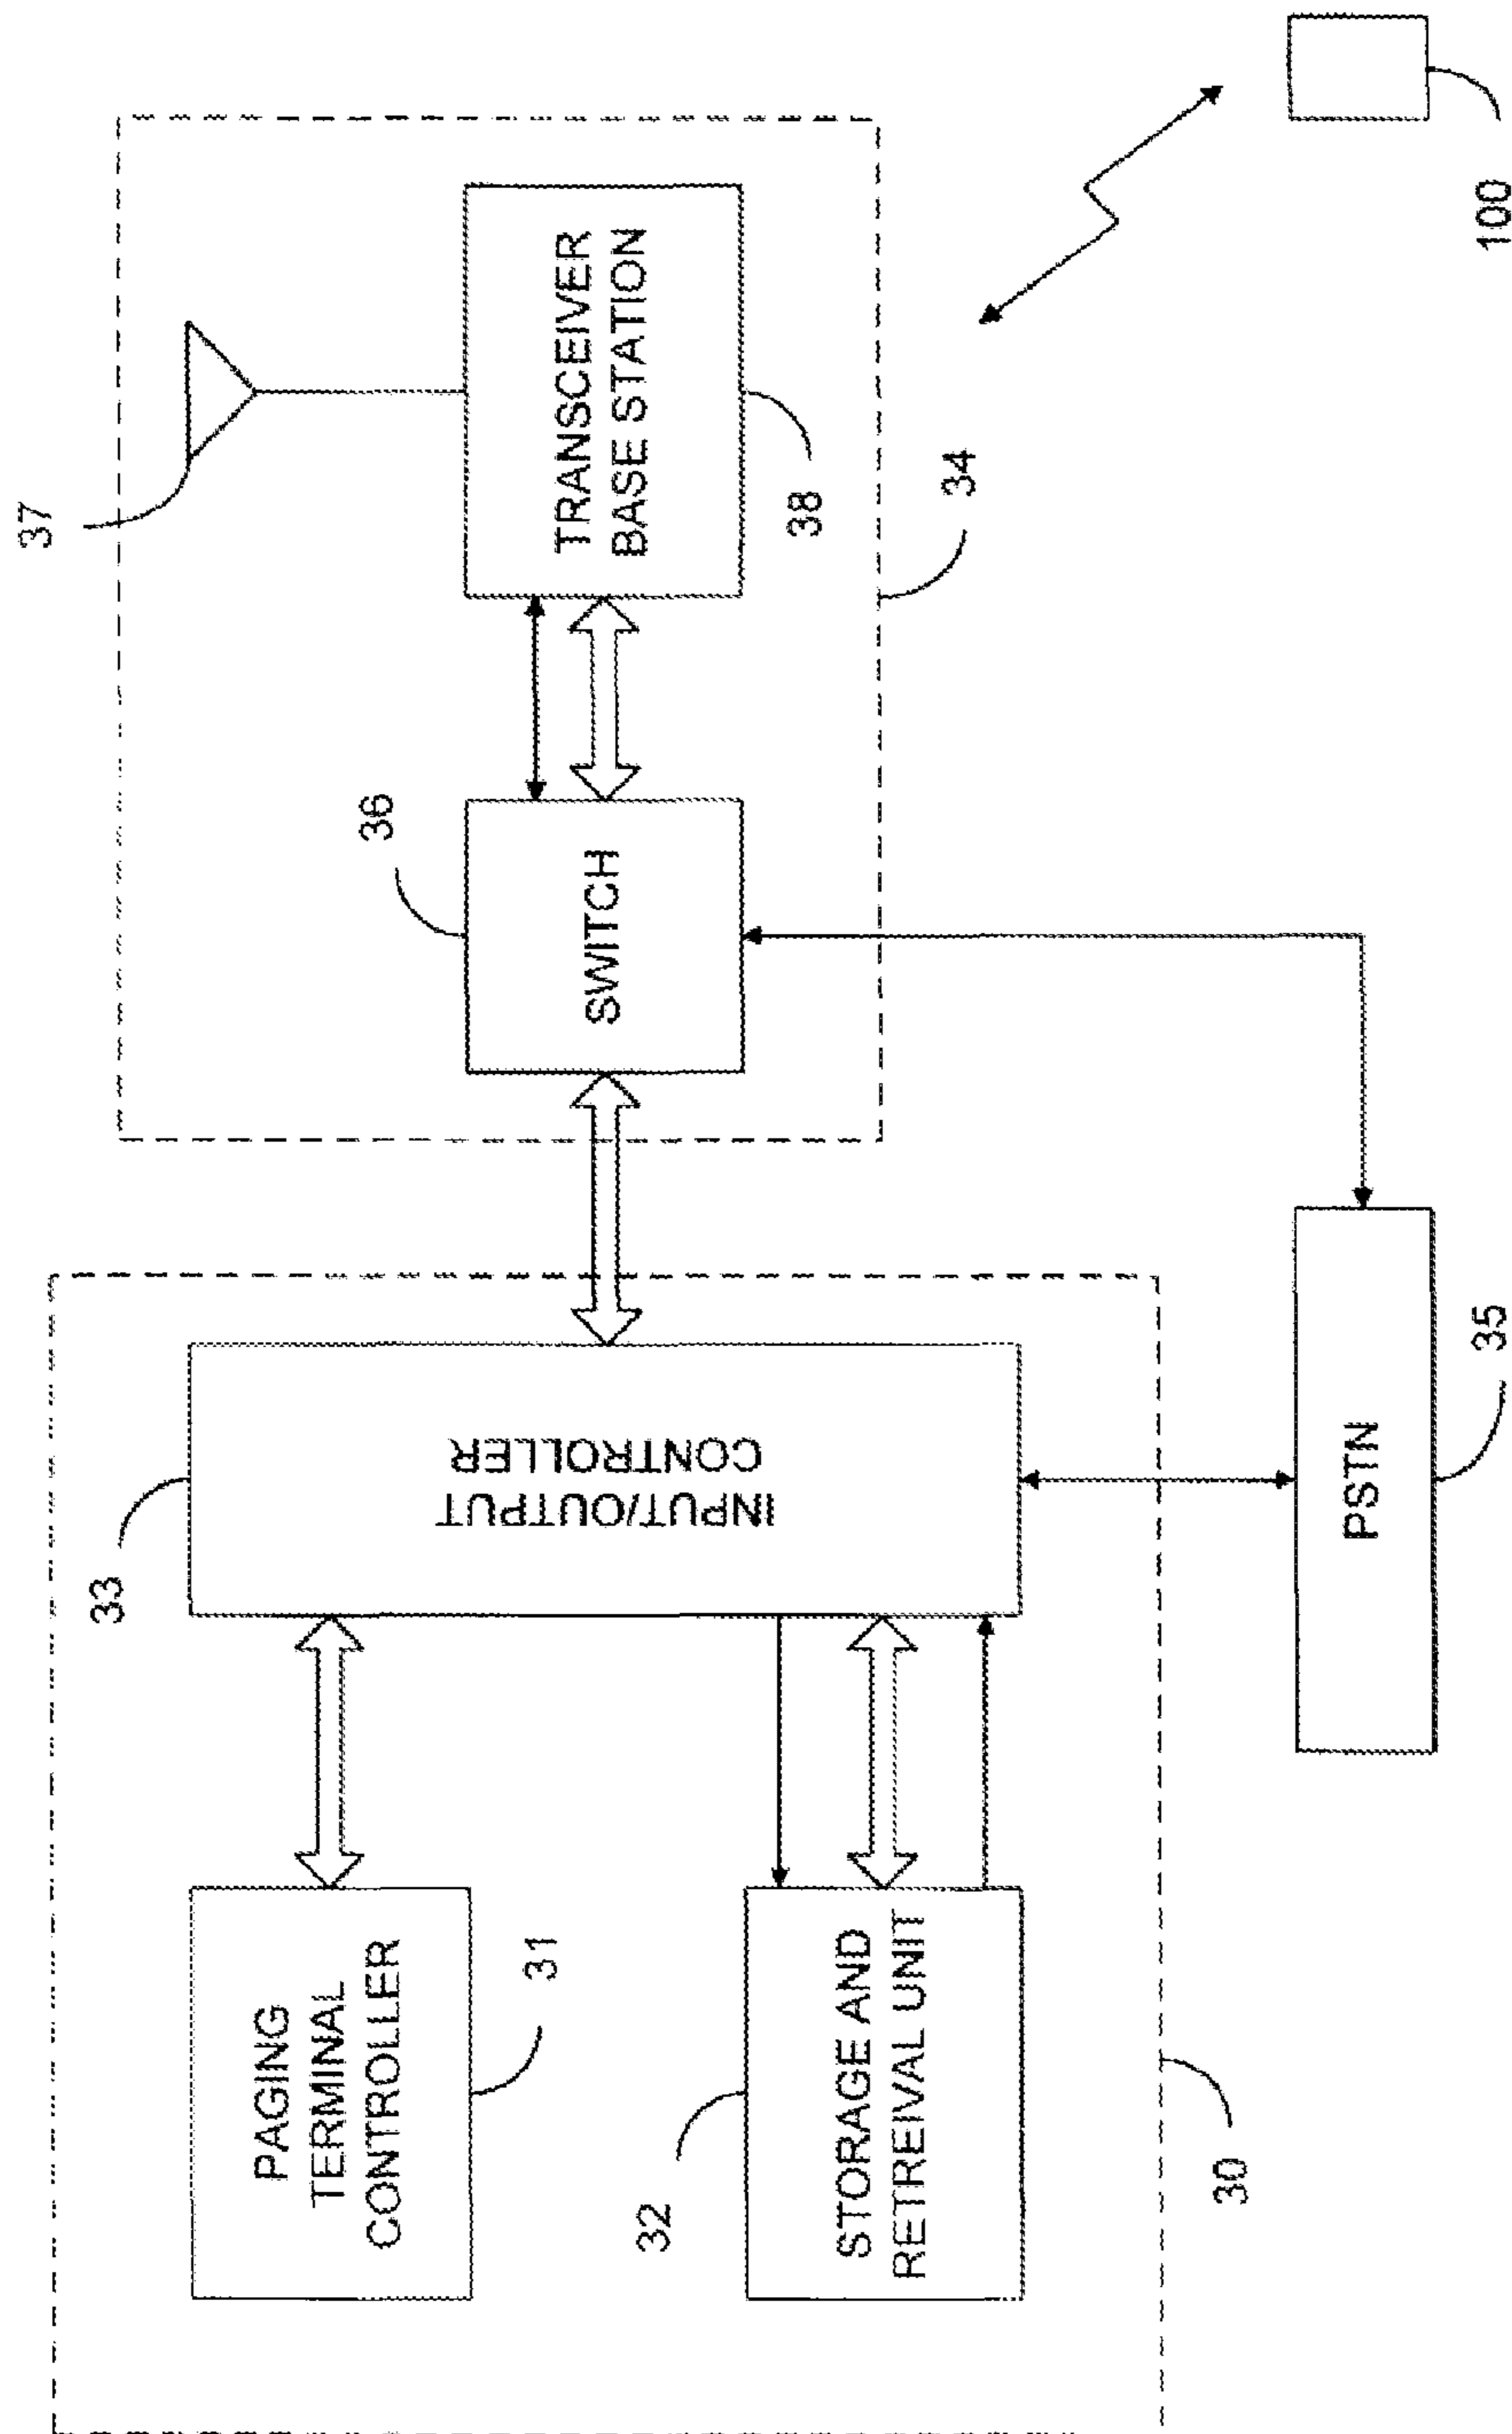 37
36
33
TRANSCEIVER
BASE STATION
38
34
SWITCH
INPUT/OUTPUT
CONTROLLER
PAGING
TERMINAL
CONTROLLER
31
32
STORAGE AND
RETREIVAL UNIT
30
PSTN
35
100